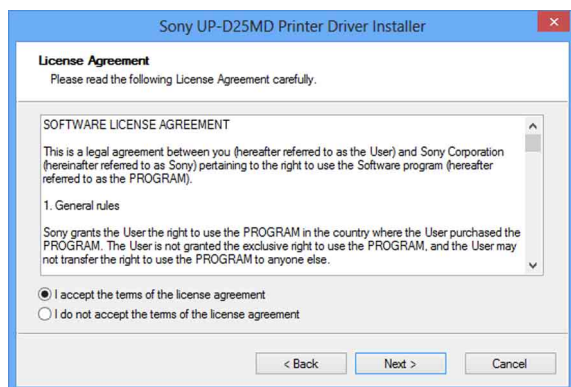 Sony UP-D25MD Printer Driver Installer
License Agreement
Please read the following License Agreement carefully.
SOFTWARE LICENSE AGREEMENT
This is a legal agreement between you (hereafter referred to as the User) and Sony Corporation
(hereinafter referred to as Sony) pertaining to the right to use the Software program (hereafter
referred to as the PROGRAM).
1. General rules
Sony grants the User the right to use the PROGRAM in the country where the User purchased the
PROGRAM. The User is not granted the exclusive right to use the PROGRAM, and the User may
not transfer the right to use the PROGRAM to anyone else.
I accept the terms of the license agreement
I do not accept the terms of the license agreement
< Back Next > Cancel